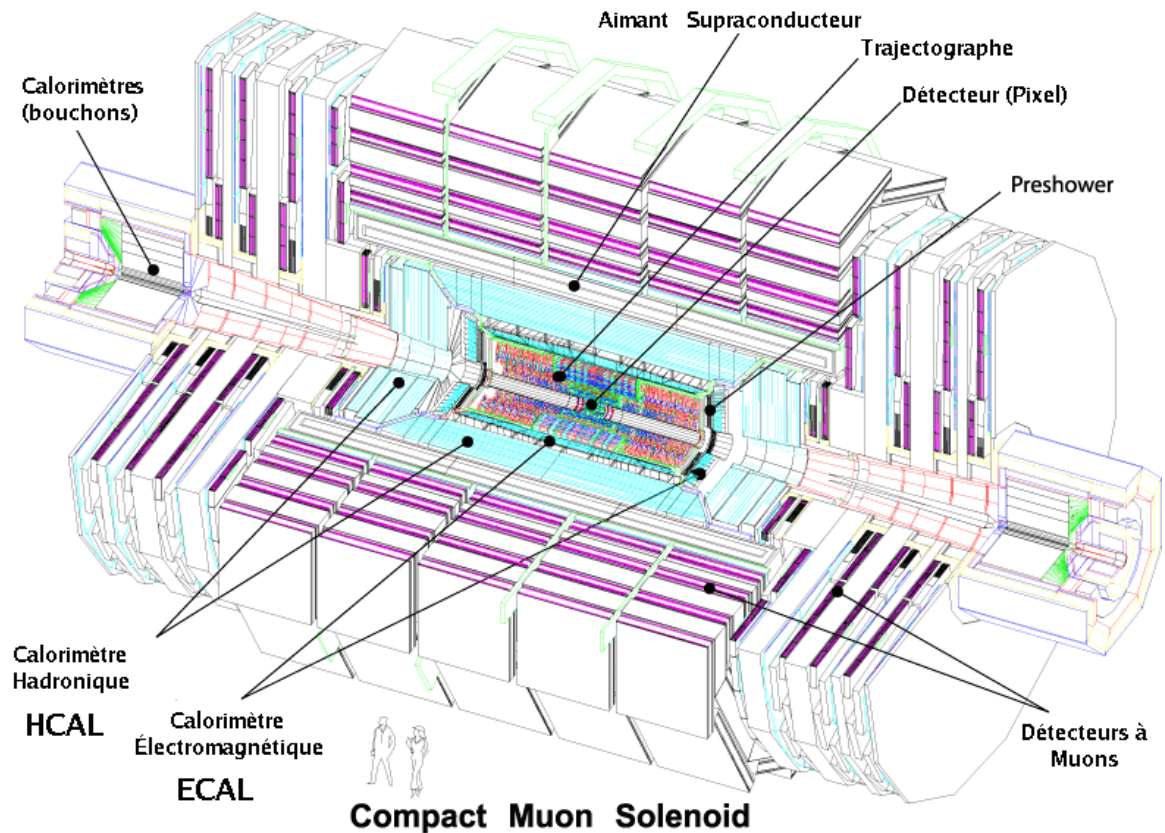 Aimant Supraconducteur
Trajectographe
Calorimètres
(bouchons)
Détecteur (Pixel)
Preshower
Calorimètre
Hadronique
HCAL
Calorimètre
Électromagnétique
ECAL
Détecteurs à
Muons
Compact Muon Solenoid